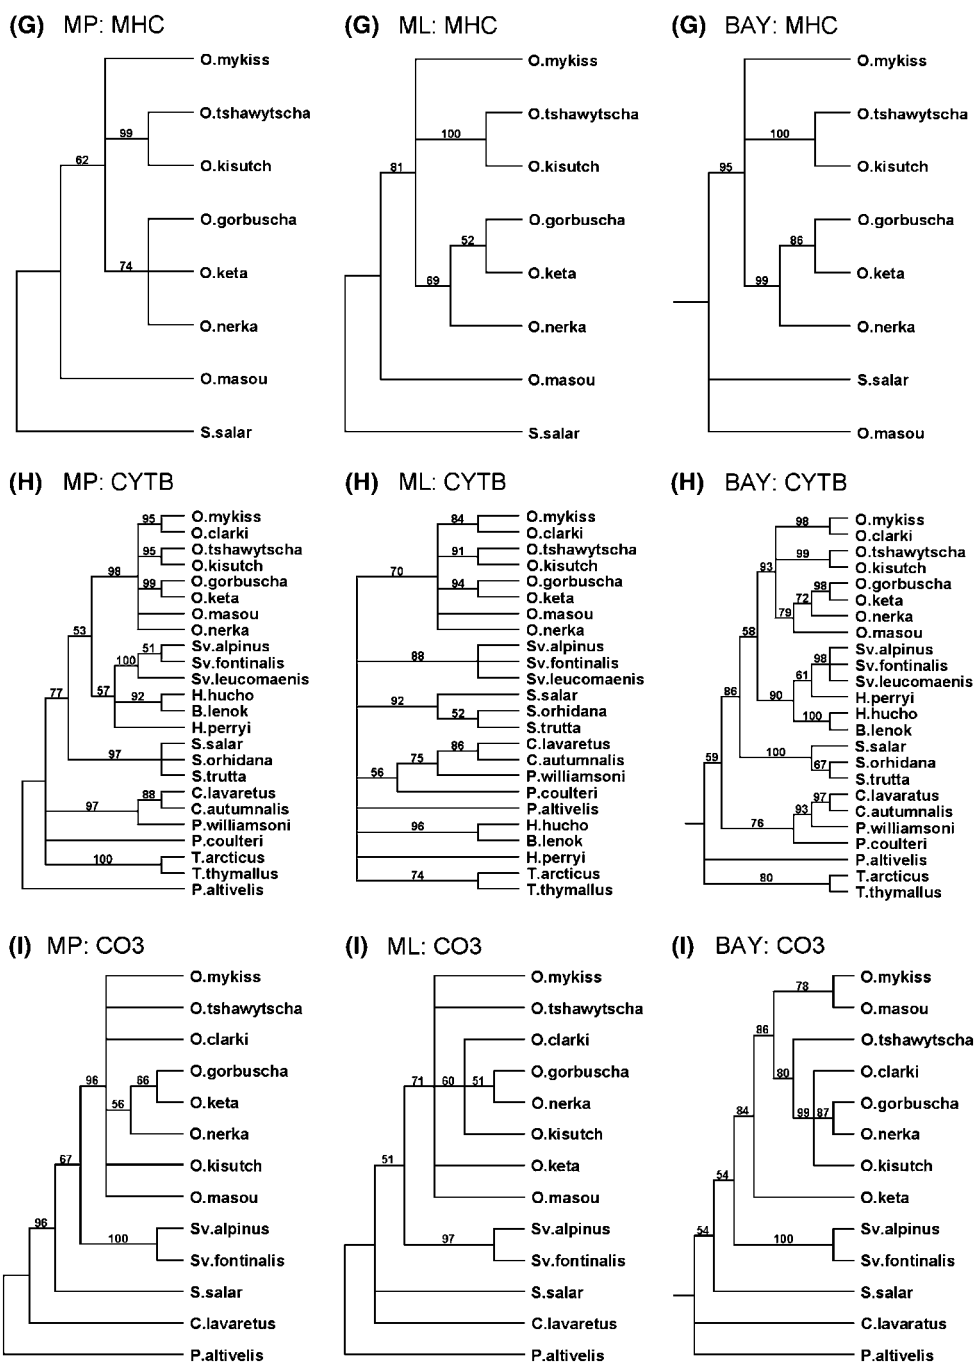 (G) MP: MHC
O.mykiss
O.tshawytscha
99
62
O.kisutch
O.gorbuscha
74
O.keta
O.nerka
O.masou
S.salar
(G) ML: MHC
O.mykiss
O.tshawytscha
100
81
O.kisutch
O.gorbuscha
52
O.keta
69
O.nerka
O.masou
S.salar
(G) BAY: MHC
O.mykiss
O.tshawytscha
100
95
O.kisutch
O.gorbuscha
86
O.keta
99
O.nerka
S.salar
O.masou
(H) MP: CYTB
95 O.mykiss
O.clarki
95 O.tshawytscha
98 O.kisutch
99 O.gorbuscha
O.keta
O.masou
53 O.nerka
51 Sv.alpinus
100 Sv.fontinalis
Sv.leucomaenis
77 57 92 H.hucho
B.lenok
H.perryi
S.salar
97 S.orhidana
S.trutta
88 C.lavaretus
97 C.autumnalis
P.williamsoni
P.coulteri
100 T.arcticus
T.thymallus
P.altivelis
(H) ML: CYTB
84 O.mykiss
O.clarki
91 O.tshawytscha
70 O.kisutch
94 O.gorbuscha
O.keta
O.masou
O.nerka
Sv.alpinus
88 Sv.fontinalis
Sv.leucomaenis
92 S.salar
52 S.orhidana
S.trutta
86 C.lavaretus
75 C.autumnalis
56 P.williamsoni
P.coulteri
P.altivelis
96 H.hucho
B.lenok
H.perryi
74 T.arcticus
T.thymallus
(H) BAY: CYTB
98 O.mykiss
O.clarki
99 O.tshawytscha
93 O.kisutch
98 O.gorbuscha
72 O.keta
79 O.nerka
58 O.masou
Sv.alpinus
98 Sv.fontinalis
61 Sv.leucomaenis
86 90 H.perryi
100 H.hucho
B.lenok
100 S.salar
59 67 S.orhidana
S.trutta
97 C.lavaratus
93 C.autumnalis
76 P.williamsoni
P.coulteri
P.altivelis
80 T.arcticus
T.thymallus
(I) MP: CO3
O.mykiss
O.tshawytscha
O.clarki
96 66 O.gorbuscha
56 O.keta
O.nerka
67 O.kisutch
O.masou
96 Sv.alpinus
100
Sv.fontinalis
S.salar
C.lavaretus
P.altivelis
(I) ML: CO3
O.mykiss
O.tshawytscha
O.clarki
71 60 51 O.gorbuscha
O.nerka
O.kisutch
51 O.keta
O.masou
Sv.alpinus
97
Sv.fontinalis
S.salar
C.lavaretus
P.altivelis
(I) BAY: CO3
O.mykiss
78
O.masou
86 O.tshawytscha
80 O.clarki
84 99 87 O.gorbuscha
O.nerka
54 O.kisutch
O.keta
54 Sv.alpinus
100
Sv.fontinalis
S.salar
C.lavaratus
P.altivelis